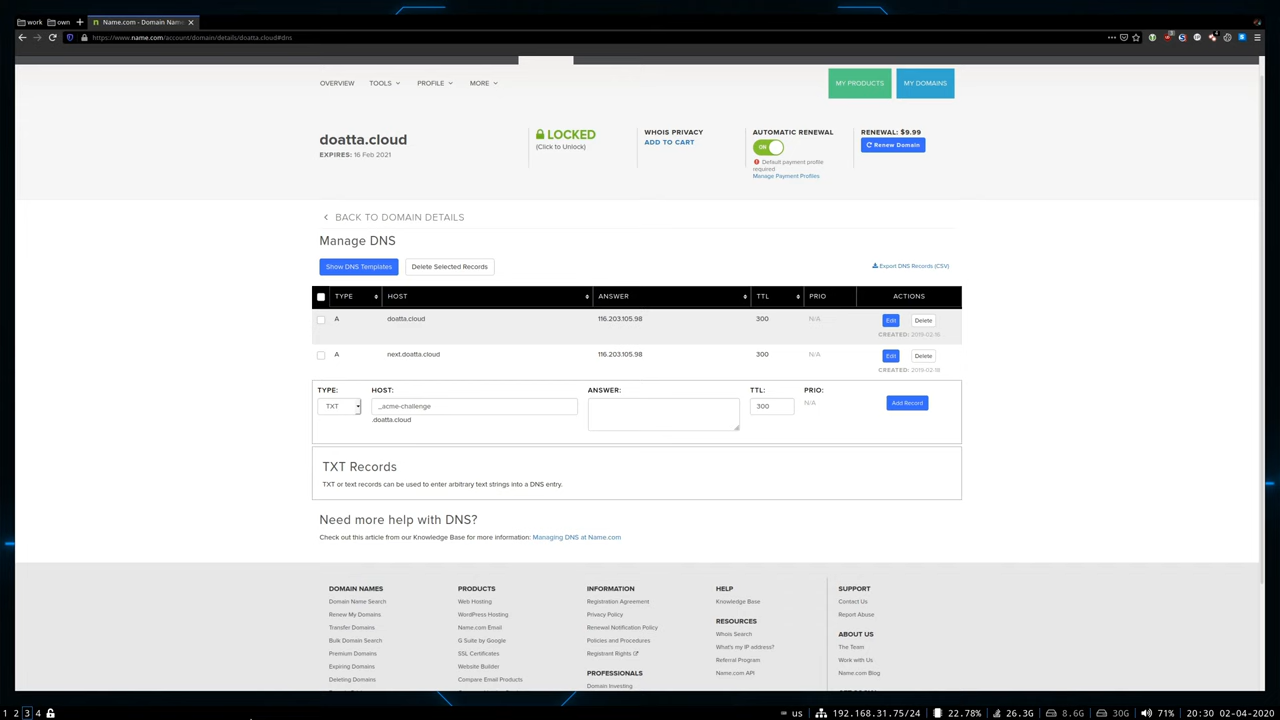 work own + Name.com - Domain Name
https://www.name.com/account/domain/details/doatta.cloud#dns
OVERVIEW TOOLS PROFILE MORE MY PRODUCTS MY DOMAINS
doatta.cloud
EXPIRES: 16 Feb 2021
LOCKED
(Click to Unlock)
WHOIS PRIVACY
ADD TO CART
AUTOMATIC RENEWAL
ON
Default payment profile
required
Manage Payment Profiles
RENEWAL: $9.99
Renew Domain
BACK TO DOMAIN DETAILS
Manage DNS
Show DNS Templates Delete Selected Records Export DNS Records (CSV)
TYPE HOST ANSWER TTL PRIO ACTIONS
A doatta.cloud 116.203.105.98 300 N/A Edit Delete
CREATED: 2019-02-16
A next.doatta.cloud 116.203.105.98 300 N/A Edit Delete
CREATED: 2019-02-18
TYPE: HOST: ANSWER: TTL: PRIO:
TXT _acme-challenge 300 N/A Add Record
.doatta.cloud
TXT Records
TXT or text records can be used to enter arbitrary text strings into a DNS entry.
Need more help with DNS?
Check out this article from our Knowledge Base for more information: Managing DNS at Name.com
DOMAIN NAMES
Domain Name Search
Renew My Domains
Transfer Domains
Bulk Domain Search
Premium Domains
Expiring Domains
Deleting Domains
PRODUCTS
Web Hosting
WordPress Hosting
Name.com Email
G Suite by Google
SSL Certificates
Website Builder
Compare Email Products
INFORMATION
Registration Agreement
Privacy Policy
Renewal Notification Policy
Policies and Procedures
Registrant Rights
PROFESSIONALS
Domain Investing
HELP
Knowledge Base
RESOURCES
Whois Search
What's my IP address?
Referral Program
Name.com API
SUPPORT
Contact Us
Report Abuse
ABOUT US
The Team
Work with Us
Name.com Blog
1 2 3 4 us 192.168.31.75/24 22.78% 26.3G 8.6G 30G 71% 20:30 02-04-2020